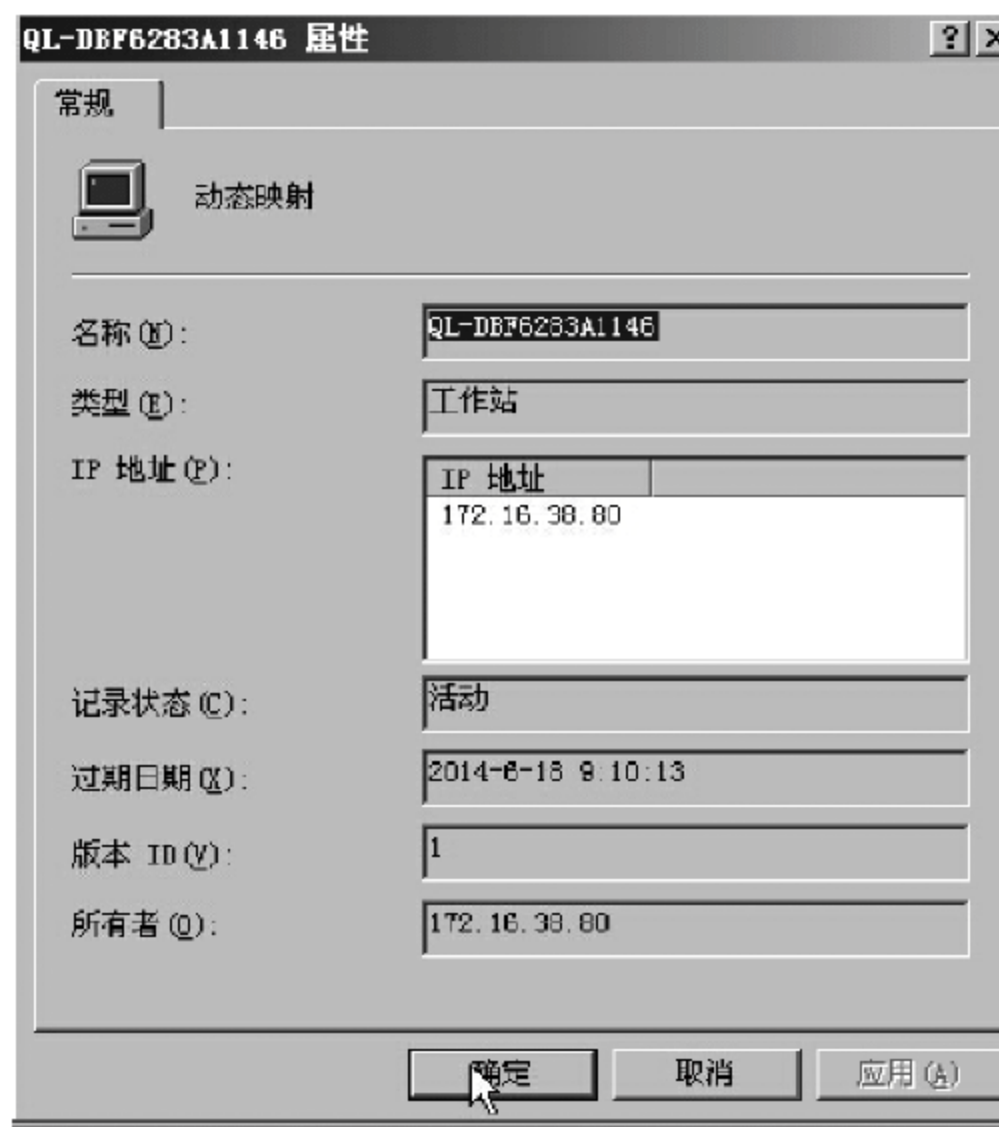 QL-DBF6283A1146 属性
常规
动态映射
名称(N): QL-DBF6283A1146
类型(E): 工作站
IP 地址(P): IP 地址
172.16.38.80
记录状态(C): 活动
过期日期(X): 2014-6-18 9:10:13
版本 ID(V): 1
所有者(O): 172.16.38.80
确定 取消 应用(A)